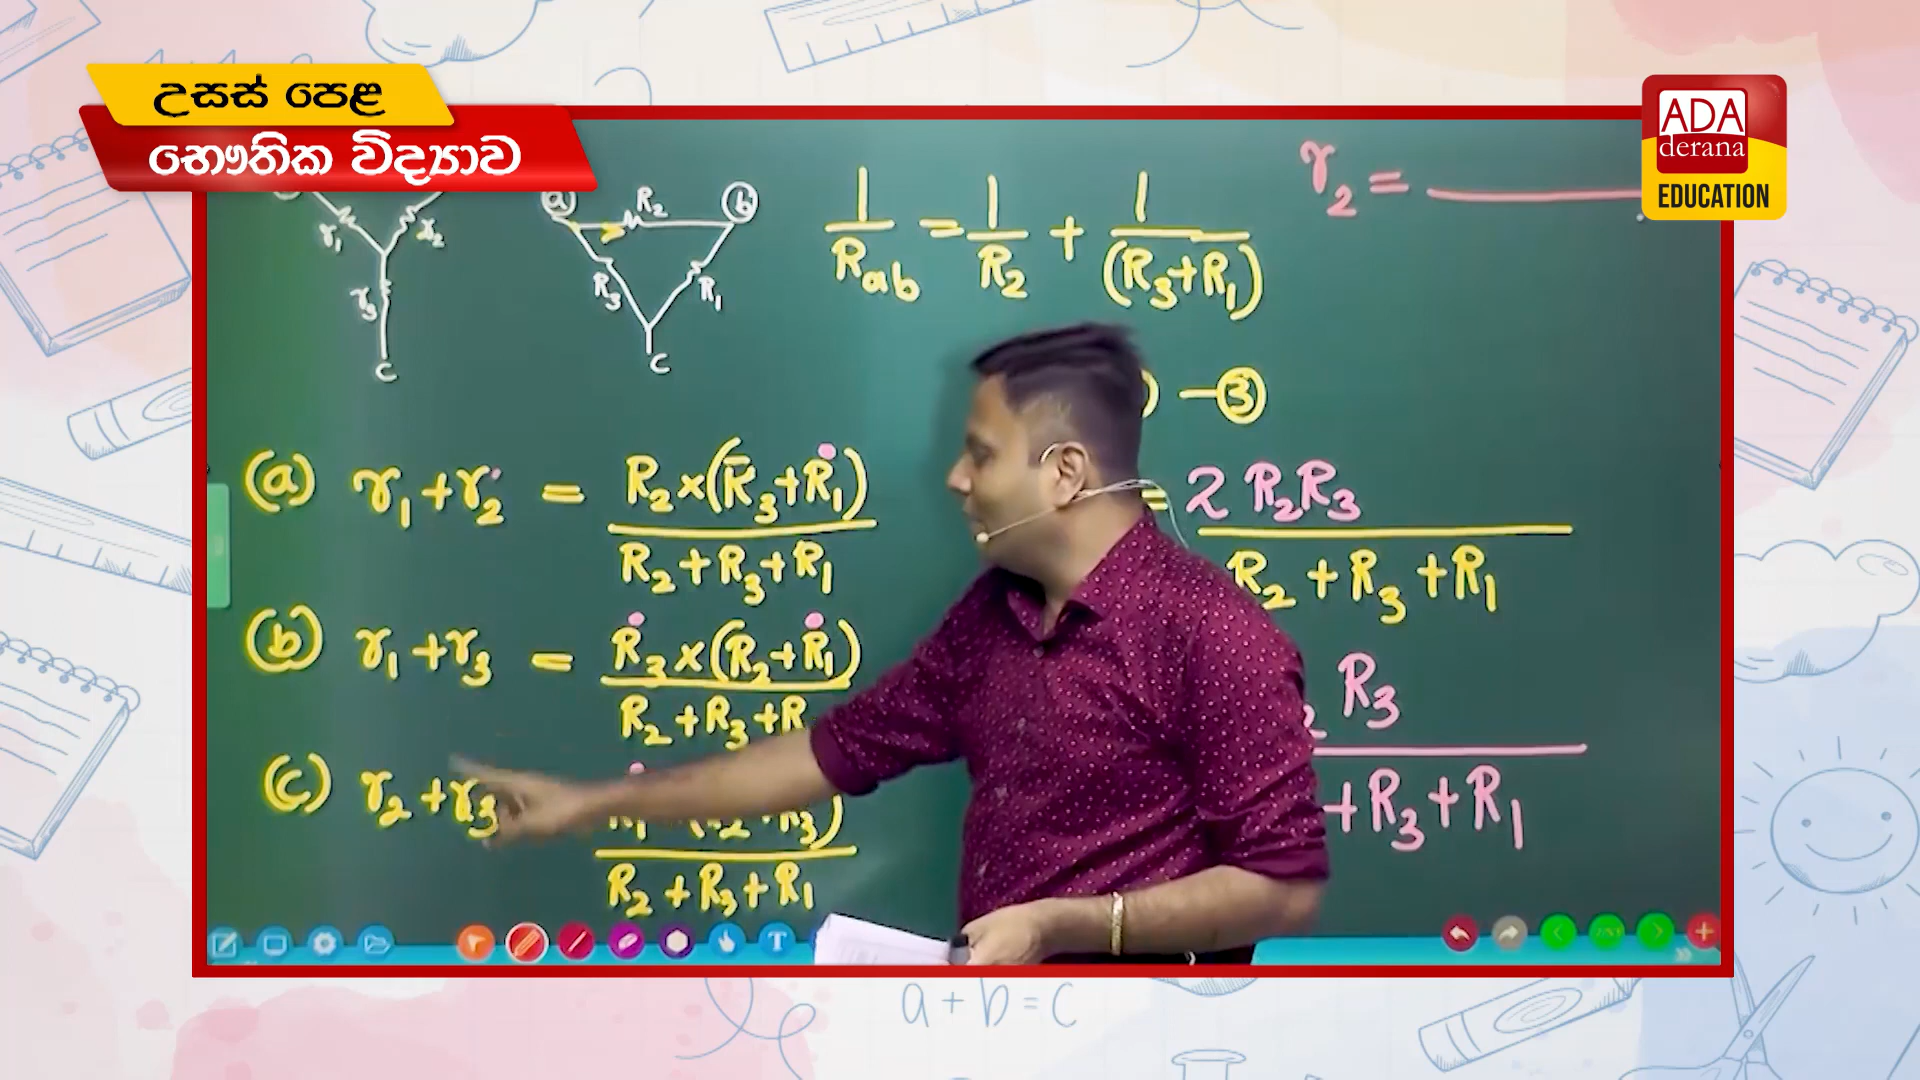 උසස් පෙළ
භෞතික විද්‍යාව
ADA
derana
EDUCATION
r₂ =
r₁ r₂
r₃
c
a R₂ b
R₃ R₁
c
1/R_ab = 1/R₂ + 1/(R₃+R₁)
) – ③
(a) r₁ + r₂ = R₂×(R₃+R₁)
R₂ + R₃ + R₁
= 2 R₂R₃
R₂ + R₃ + R₁
(b) r₁ + r₃ = R₃×(R₂+R₁)
R₂ + R₃ + R
R₃
+ R₃ + R₁
(c) r₂ + r₃
R₂ + R₃ + R₁
T
a + b = c